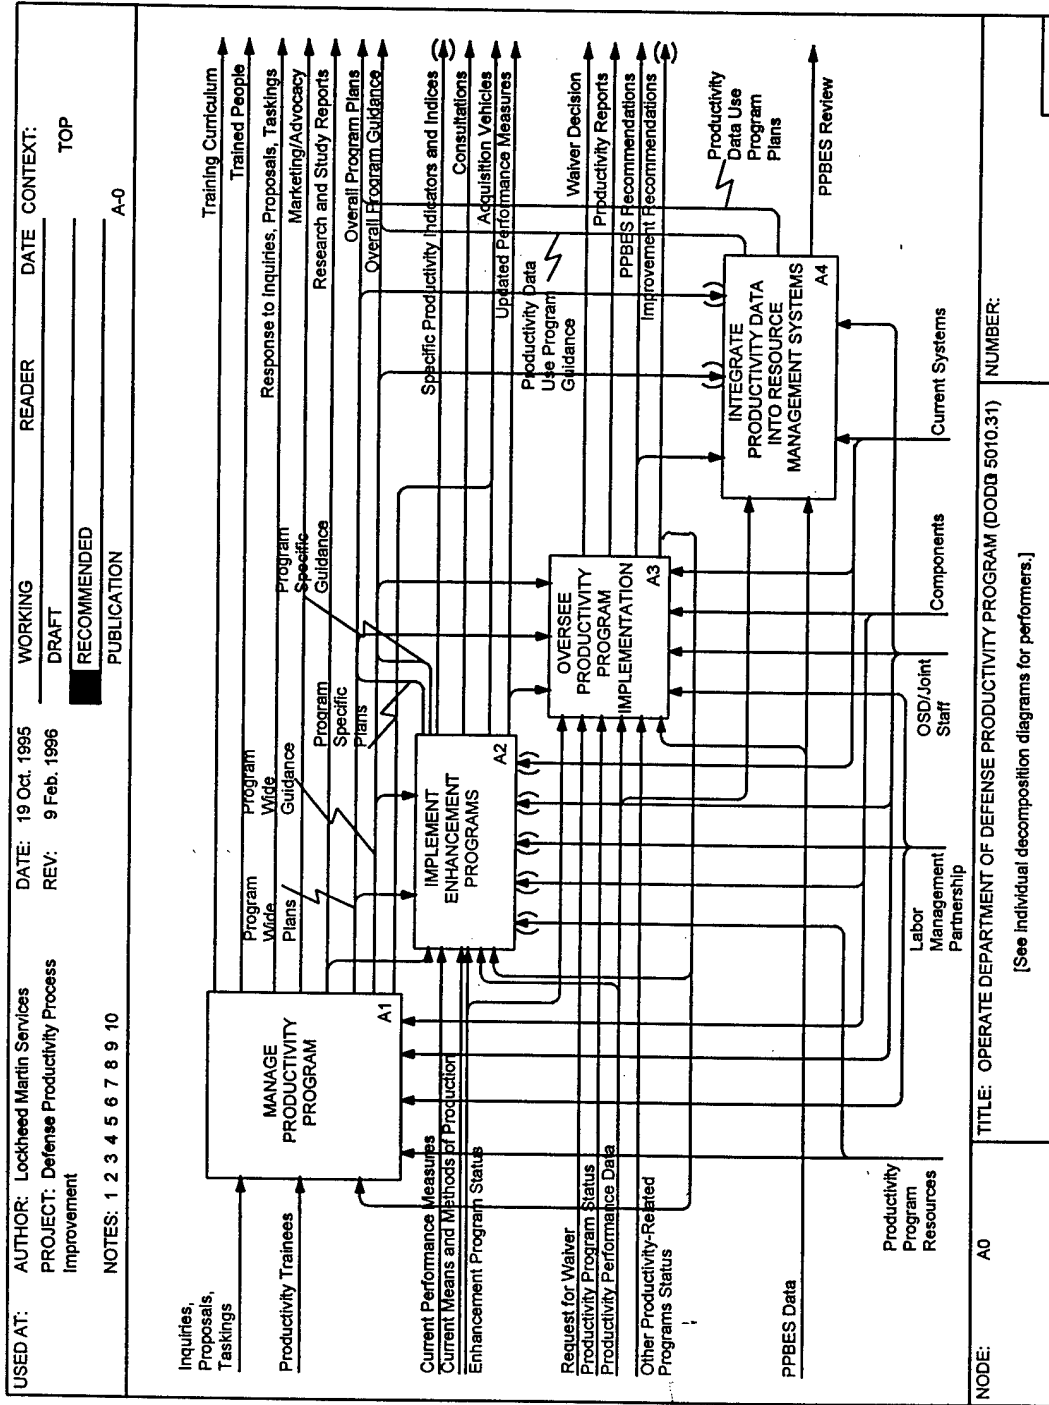 USED AT:
AUTHOR: Lockheed Martin Services
PROJECT: Defense Productivity Process
Improvement
NOTES: 1 2 3 4 5 6 7 8 9 10
DATE: 19 Oct. 1995
REV: 9 Feb. 1996
WORKING
DRAFT
RECOMMENDED
PUBLICATION
READER
DATE
CONTEXT:
TOP
A-0
Inquiries,
Proposals,
Taskings
Productivity Trainees
Current Performance Measures
Current Means and Methods of Production
Enhancement Program Status
Request for Waiver
Productivity Program Status
Productivity Performance Data
Other Productivity-Related
Programs Status
PPBES Data
MANAGE
PRODUCTIVITY
PROGRAM
A1
Program
Wide
Plans
Program
Wide
Guidance
Program
Specific
Plans
Program
Specific
Guidance
IMPLEMENT
ENHANCEMENT
PROGRAMS
A2
OVERSEE
PRODUCTIVITY
PROGRAM
IMPLEMENTATION
A3
INTEGRATE
PRODUCTIVITY DATA
INTO RESOURCE
MANAGEMENT SYSTEMS
A4
Training Curriculum
Trained People
Response to Inquiries, Proposals, Taskings
Marketing/Advocacy
Research and Study Reports
Overall Program Plans
Overall Program Guidance
Specific Productivity Indicators and Indices
Consultations
Acquisition Vehicles
Updated Performance Measures
Productivity Data
Use Program
Guidance
Waiver Decision
Productivity Reports
PPBES Recommendations
Improvement Recommendations
Productivity
Data Use
Program
Plans
PPBES Review
Productivity
Program
Resources
Labor
Management
Partnership
OSD/Joint
Staff
Components
Current Systems
NODE:
A0
TITLE: OPERATE DEPARTMENT OF DEFENSE PRODUCTIVITY PROGRAM (DODD 5010.31)
[See individual decomposition diagrams for performers.]
NUMBER: